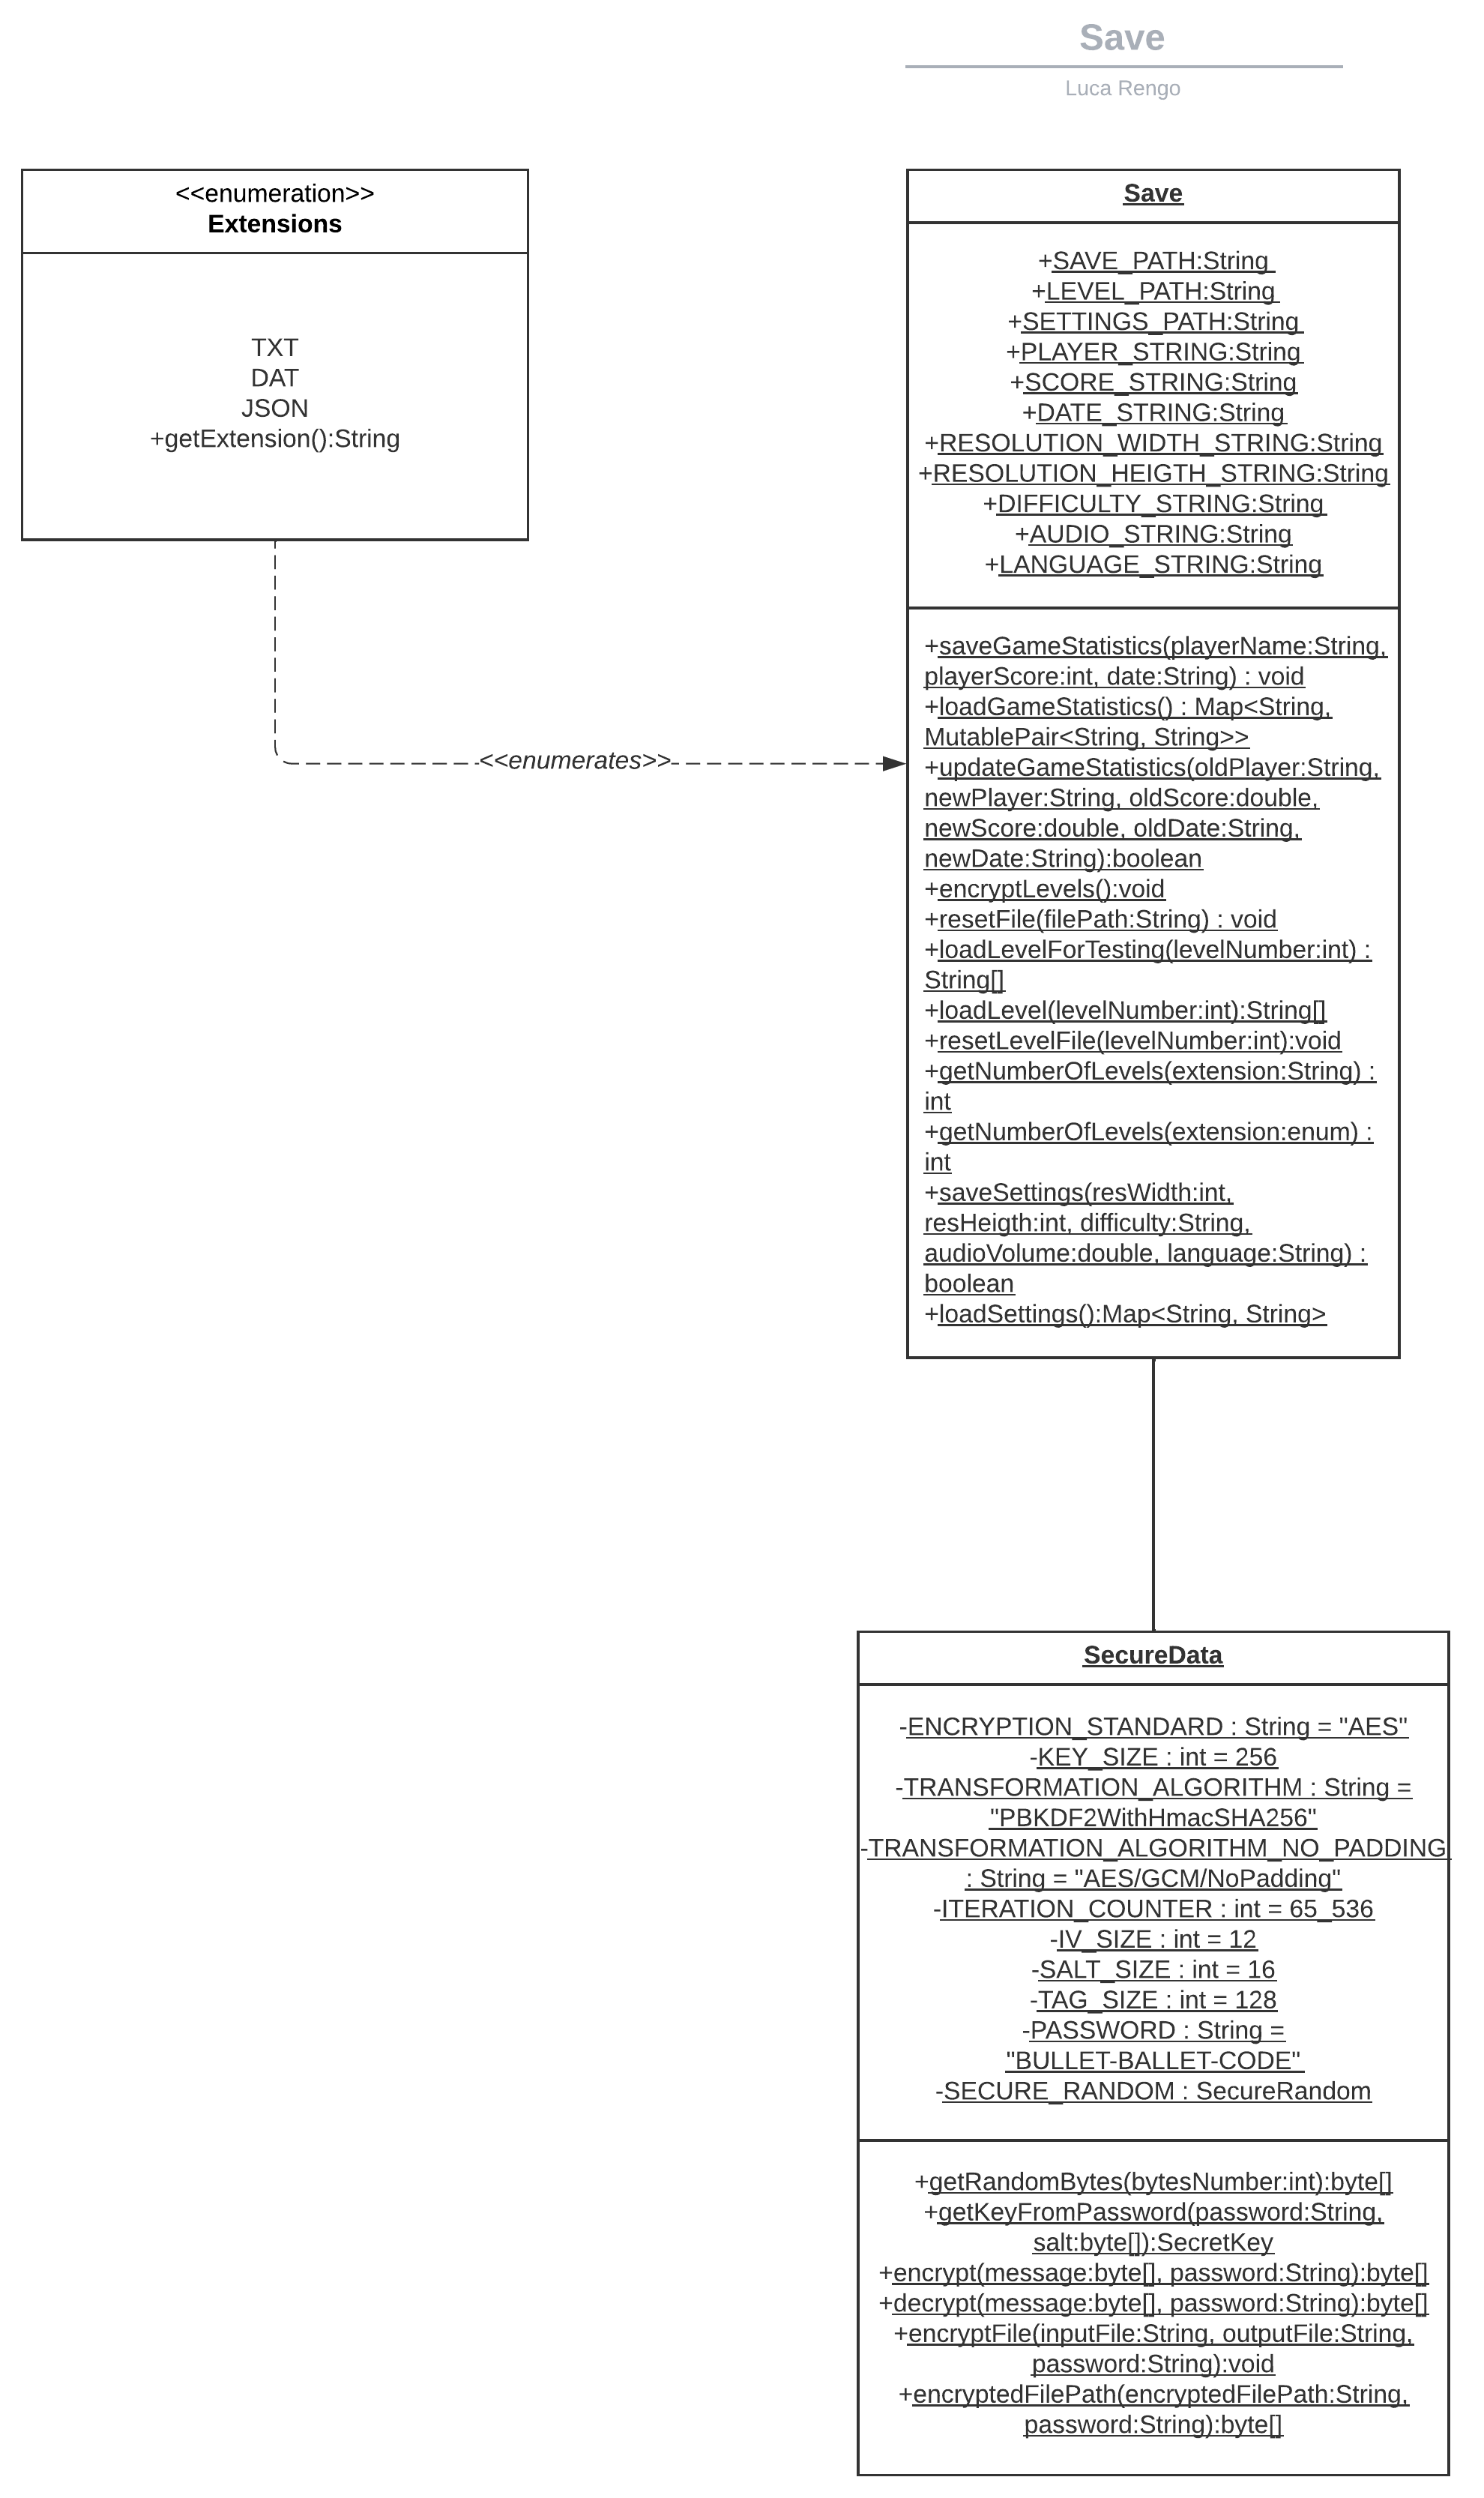 Save
Luca Rengo
<<enumeration>>
Extensions
TXT
DAT
JSON
+getExtension():String
<<enumerates>>
Save
+SAVE_PATH:String
+LEVEL_PATH:String
+SETTINGS_PATH:String
+PLAYER_STRING:String
+SCORE_STRING:String
+DATE_STRING:String
+RESOLUTION_WIDTH_STRING:String
+RESOLUTION_HEIGTH_STRING:String
+DIFFICULTY_STRING:String
+AUDIO_STRING:String
+LANGUAGE_STRING:String
+saveGameStatistics(playerName:String,
playerScore:int, date:String) : void
+loadGameStatistics() : Map<String,
MutablePair<String, String>>
+updateGameStatistics(oldPlayer:String,
newPlayer:String, oldScore:double,
newScore:double, oldDate:String,
newDate:String):boolean
+encryptLevels():void
+resetFile(filePath:String) : void
+loadLevelForTesting(levelNumber:int) :
String[]
+loadLevel(levelNumber:int):String[]
+resetLevelFile(levelNumber:int):void
+getNumberOfLevels(extension:String) :
int
+getNumberOfLevels(extension:enum) :
int
+saveSettings(resWidth:int,
resHeigth:int, difficulty:String,
audioVolume:double, language:String) :
boolean
+loadSettings():Map<String, String>
SecureData
-ENCRYPTION_STANDARD : String = "AES"
-KEY_SIZE : int = 256
-TRANSFORMATION_ALGORITHM : String =
"PBKDF2WithHmacSHA256"
-TRANSFORMATION_ALGORITHM_NO_PADDING
: String = "AES/GCM/NoPadding"
-ITERATION_COUNTER : int = 65_536
-IV_SIZE : int = 12
-SALT_SIZE : int = 16
-TAG_SIZE : int = 128
-PASSWORD : String =
"BULLET-BALLET-CODE"
-SECURE_RANDOM : SecureRandom
+getRandomBytes(bytesNumber:int):byte[]
+getKeyFromPassword(password:String,
salt:byte[]):SecretKey
+encrypt(message:byte[], password:String):byte[]
+decrypt(message:byte[], password:String):byte[]
+encryptFile(inputFile:String, outputFile:String,
password:String):void
+encryptedFilePath(encryptedFilePath:String,
password:String):byte[]